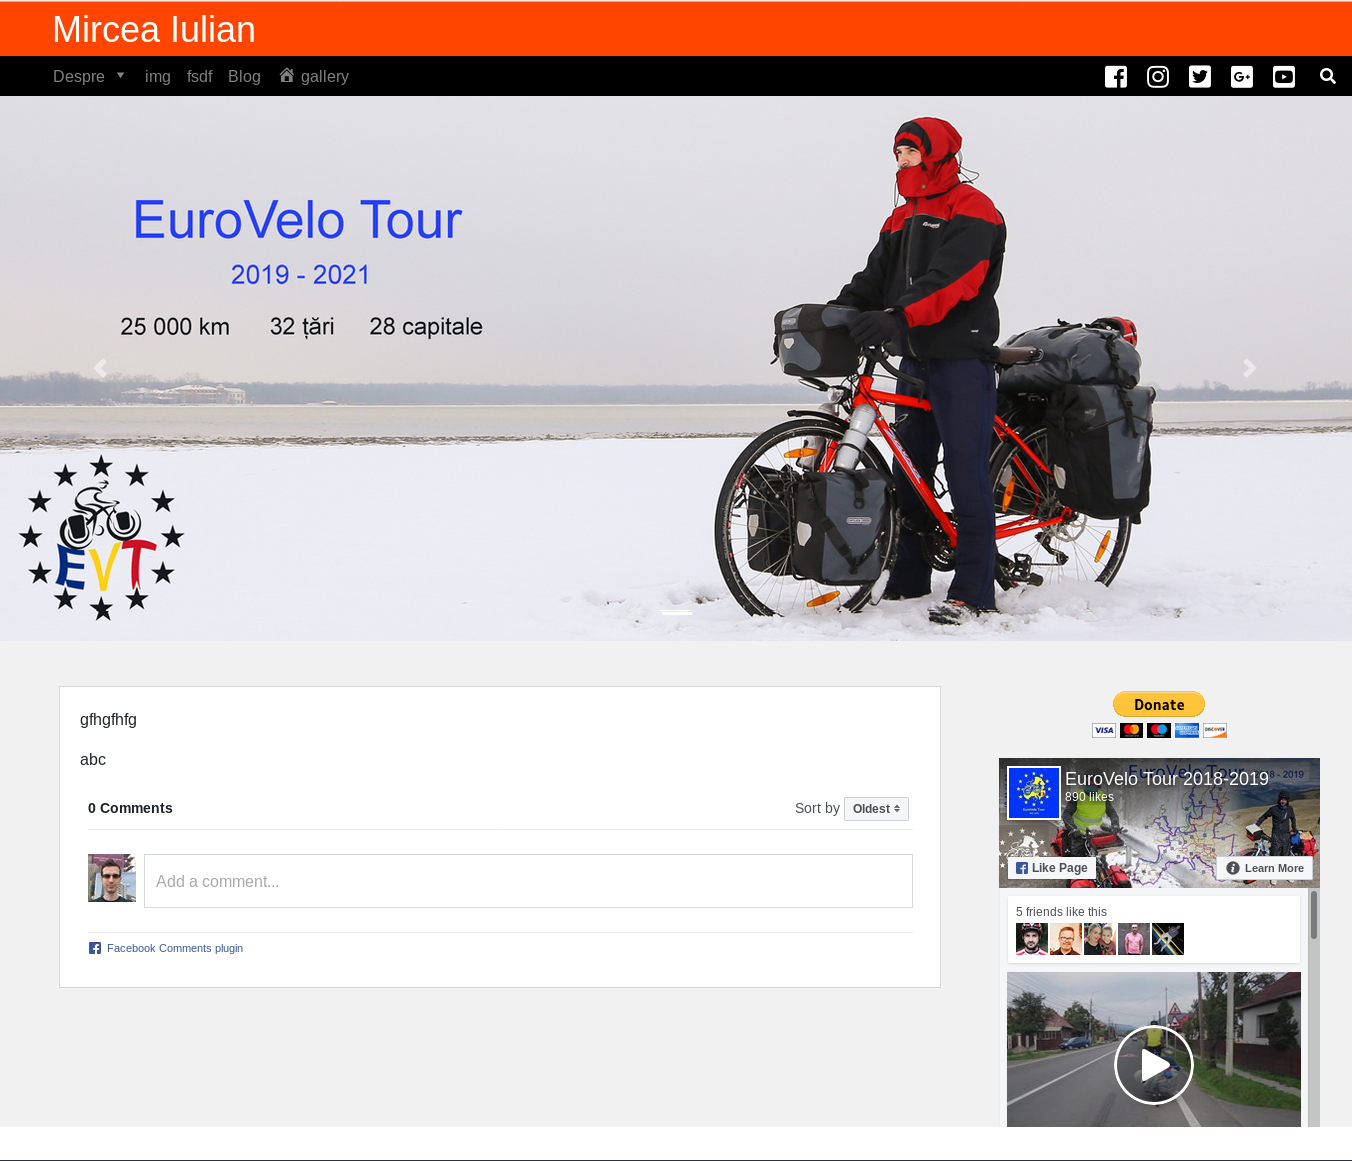 Mircea Iulian
Despre img fsdf Blog gallery
EuroVelo Tour
2019 - 2021
25 000 km 32 țări 28 capitale
EVT
gfhgfhfg
abc
0 Comments Sort by Oldest
Add a comment...
Facebook Comments plugin
Donate
VISA DISCOVER
EuroVelo Tour 2018-2019
890 likes
Like Page Learn More
5 friends like this